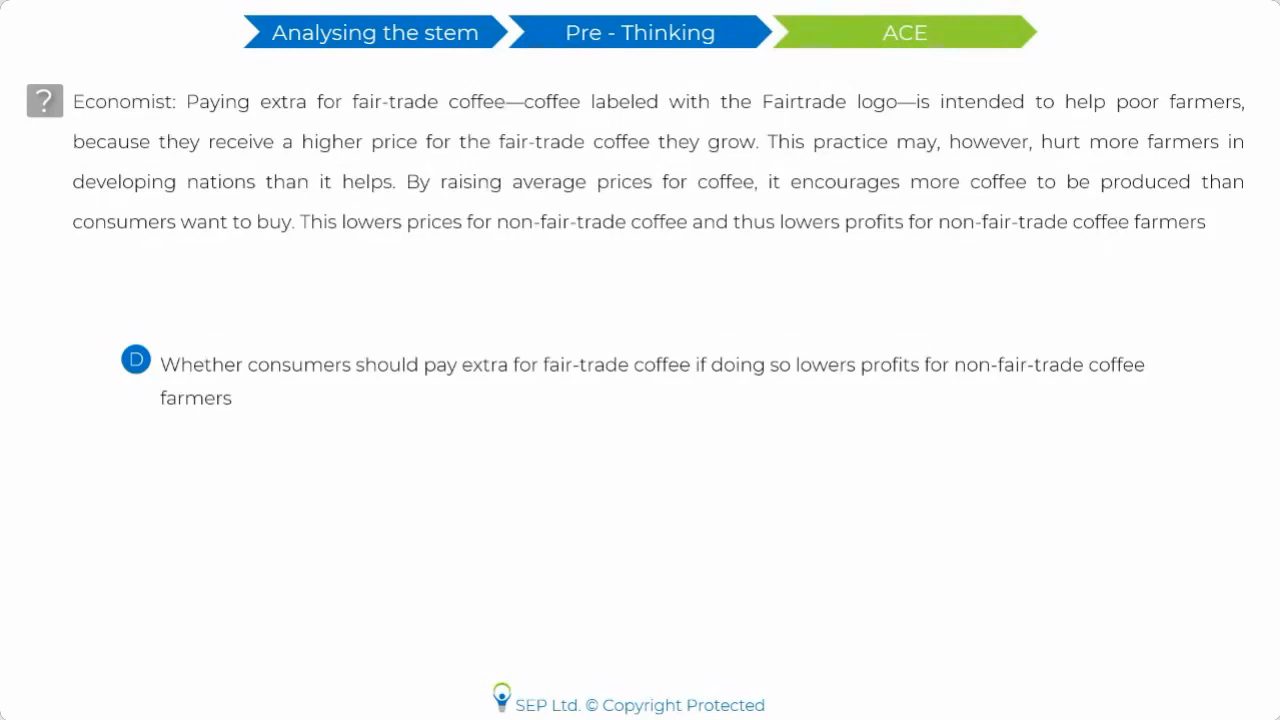 Analysing the stem
Pre - Thinking
ACE
?
Economist: Paying extra for fair-trade coffee—coffee labeled with the Fairtrade logo—is intended to help poor farmers,
because they receive a higher price for the fair-trade coffee they grow. This practice may, however, hurt more farmers in
developing nations than it helps. By raising average prices for coffee, it encourages more coffee to be produced than
consumers want to buy. This lowers prices for non-fair-trade coffee and thus lowers profits for non-fair-trade coffee farmers
D
Whether consumers should pay extra for fair-trade coffee if doing so lowers profits for non-fair-trade coffee
farmers
SEP Ltd. © Copyright Protected